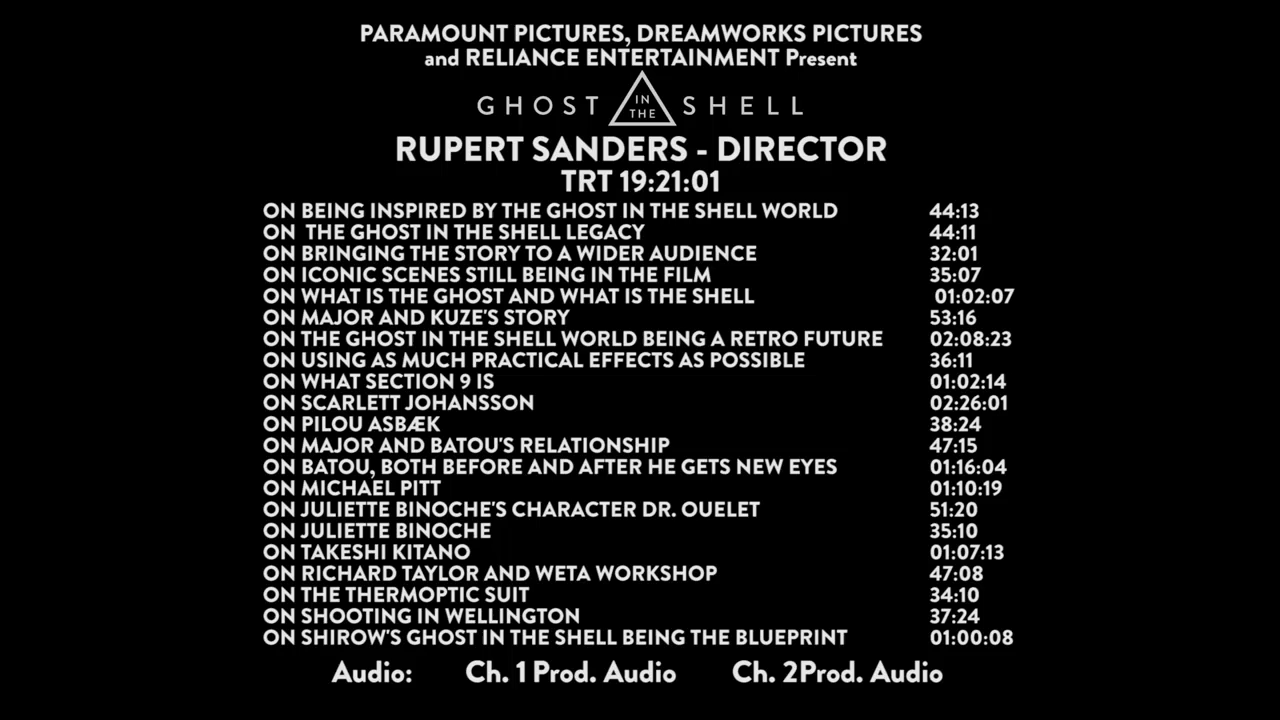 PARAMOUNT PICTURES, DREAMWORKS PICTURES
and RELIANCE ENTERTAINMENT Present
GHOST IN THE SHELL
RUPERT SANDERS - DIRECTOR
TRT 19:21:01
ON BEING INSPIRED BY THE GHOST IN THE SHELL WORLD 44:13
ON THE GHOST IN THE SHELL LEGACY 44:11
ON BRINGING THE STORY TO A WIDER AUDIENCE 32:01
ON ICONIC SCENES STILL BEING IN THE FILM 35:07
ON WHAT IS THE GHOST AND WHAT IS THE SHELL 01:02:07
ON MAJOR AND KUZE'S STORY 53:16
ON THE GHOST IN THE SHELL WORLD BEING A RETRO FUTURE 02:08:23
ON USING AS MUCH PRACTICAL EFFECTS AS POSSIBLE 36:11
ON WHAT SECTION 9 IS 01:02:14
ON SCARLETT JOHANSSON 02:26:01
ON PILOU ASBÆK 38:24
ON MAJOR AND BATOU'S RELATIONSHIP 47:15
ON BATOU, BOTH BEFORE AND AFTER HE GETS NEW EYES 01:16:04
ON MICHAEL PITT 01:10:19
ON JULIETTE BINOCHE'S CHARACTER DR. OUELET 51:20
ON JULIETTE BINOCHE 35:10
ON TAKESHI KITANO 01:07:13
ON RICHARD TAYLOR AND WETA WORKSHOP 47:08
ON THE THERMOPTIC SUIT 34:10
ON SHOOTING IN WELLINGTON 37:24
ON SHIROW'S GHOST IN THE SHELL BEING THE BLUEPRINT 01:00:08
Audio: Ch. 1 Prod. Audio Ch. 2Prod. Audio